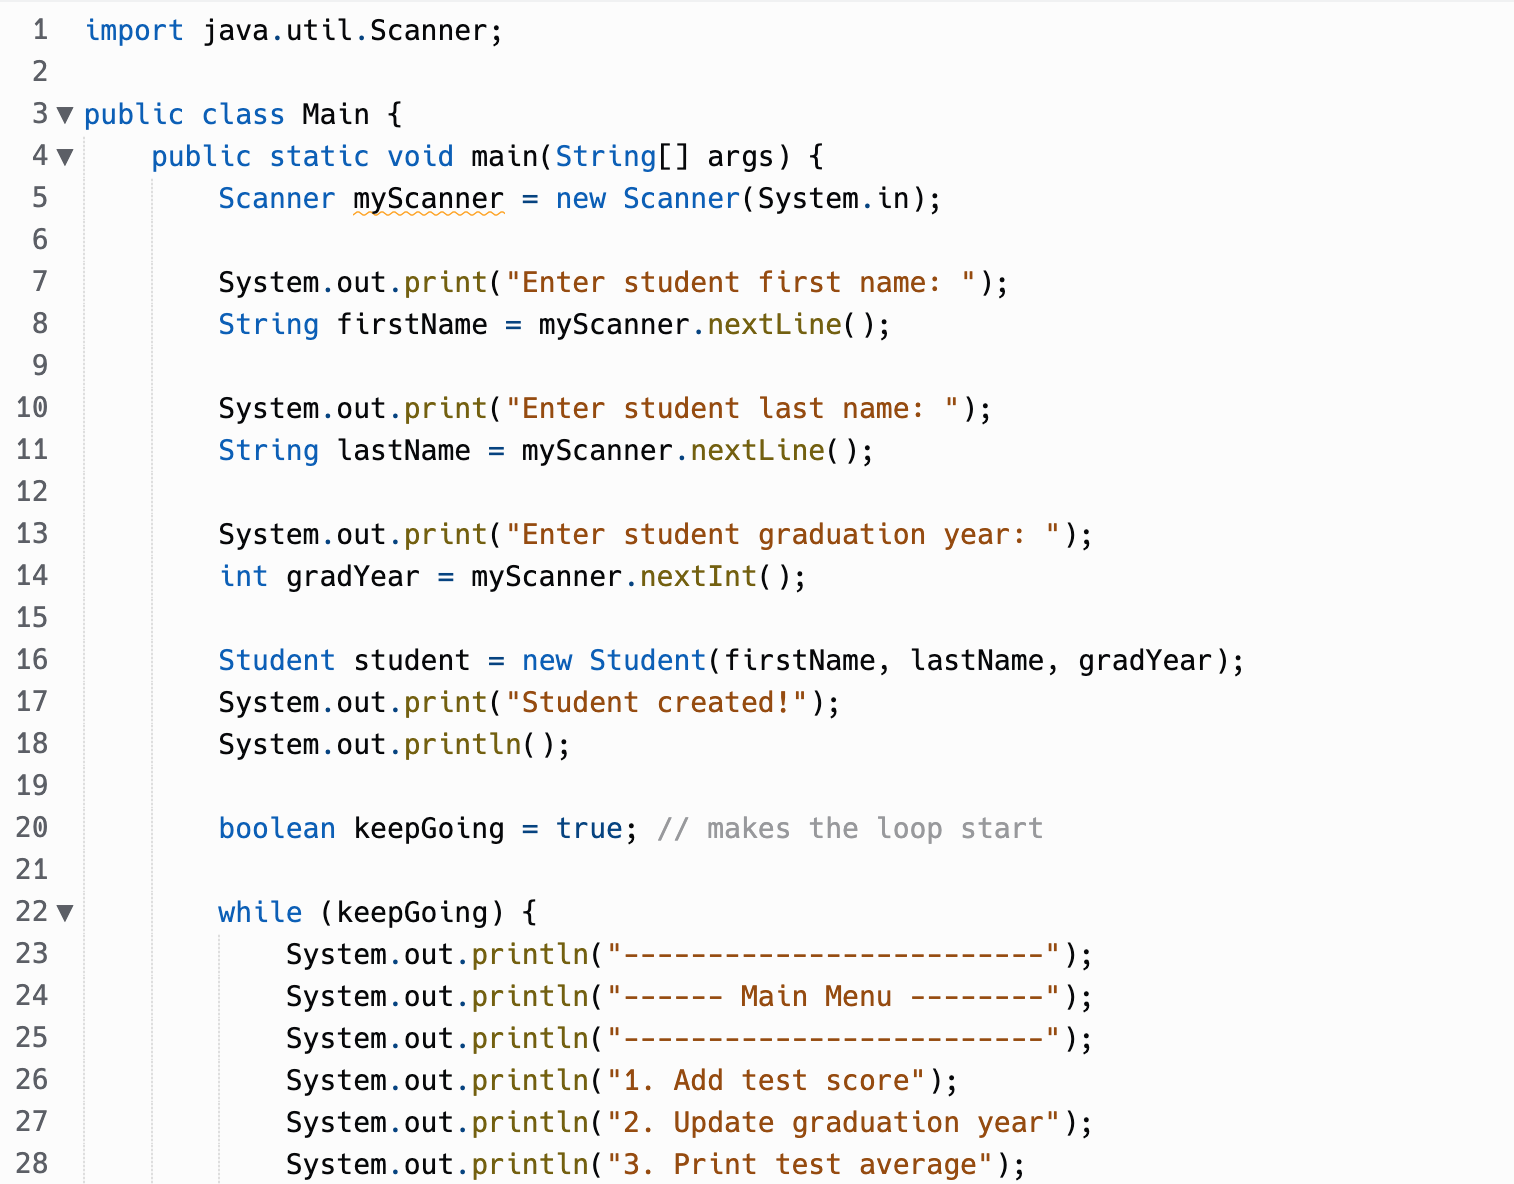 1 import java.util.Scanner;
2
3 ▼ public class Main {
4 ▼     public static void main(String[] args) {
5         Scanner myScanner = new Scanner(System.in);
6
7         System.out.print("Enter student first name: ");
8         String firstName = myScanner.nextLine();
9
10         System.out.print("Enter student last name: ");
11         String lastName = myScanner.nextLine();
12
13         System.out.print("Enter student graduation year: ");
14         int gradYear = myScanner.nextInt();
15
16         Student student = new Student(firstName, lastName, gradYear);
17         System.out.print("Student created!");
18         System.out.println();
19
20         boolean keepGoing = true; // makes the loop start
21
22 ▼         while (keepGoing) {
23             System.out.println("-------------------------");
24             System.out.println("------ Main Menu --------");
25             System.out.println("-------------------------");
26             System.out.println("1. Add test score");
27             System.out.println("2. Update graduation year");
28             System.out.println("3. Print test average");